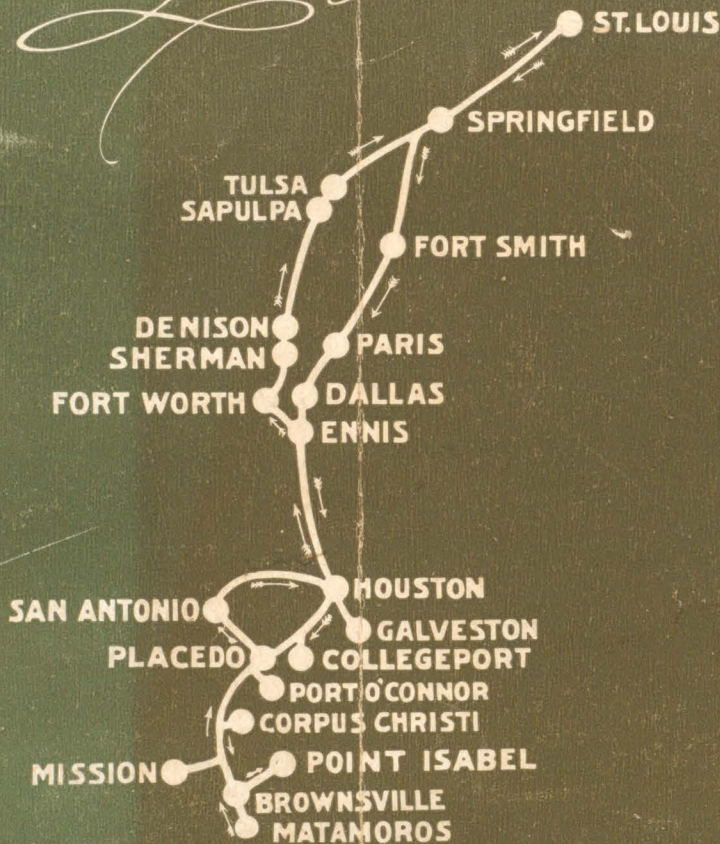 ST. LOUIS
SPRINGFIELD
TULSA
SAPULPA
FORT SMITH
DENISON
SHERMAN
PARIS
FORT WORTH
DALLAS
ENNIS
HOUSTON
SAN ANTONIO
GALVESTON
PLACEDO
COLLEGEPORT
PORT O'CONNOR
CORPUS CHRISTI
MISSION
POINT ISABEL
BROWNSVILLE
MATAMOROS